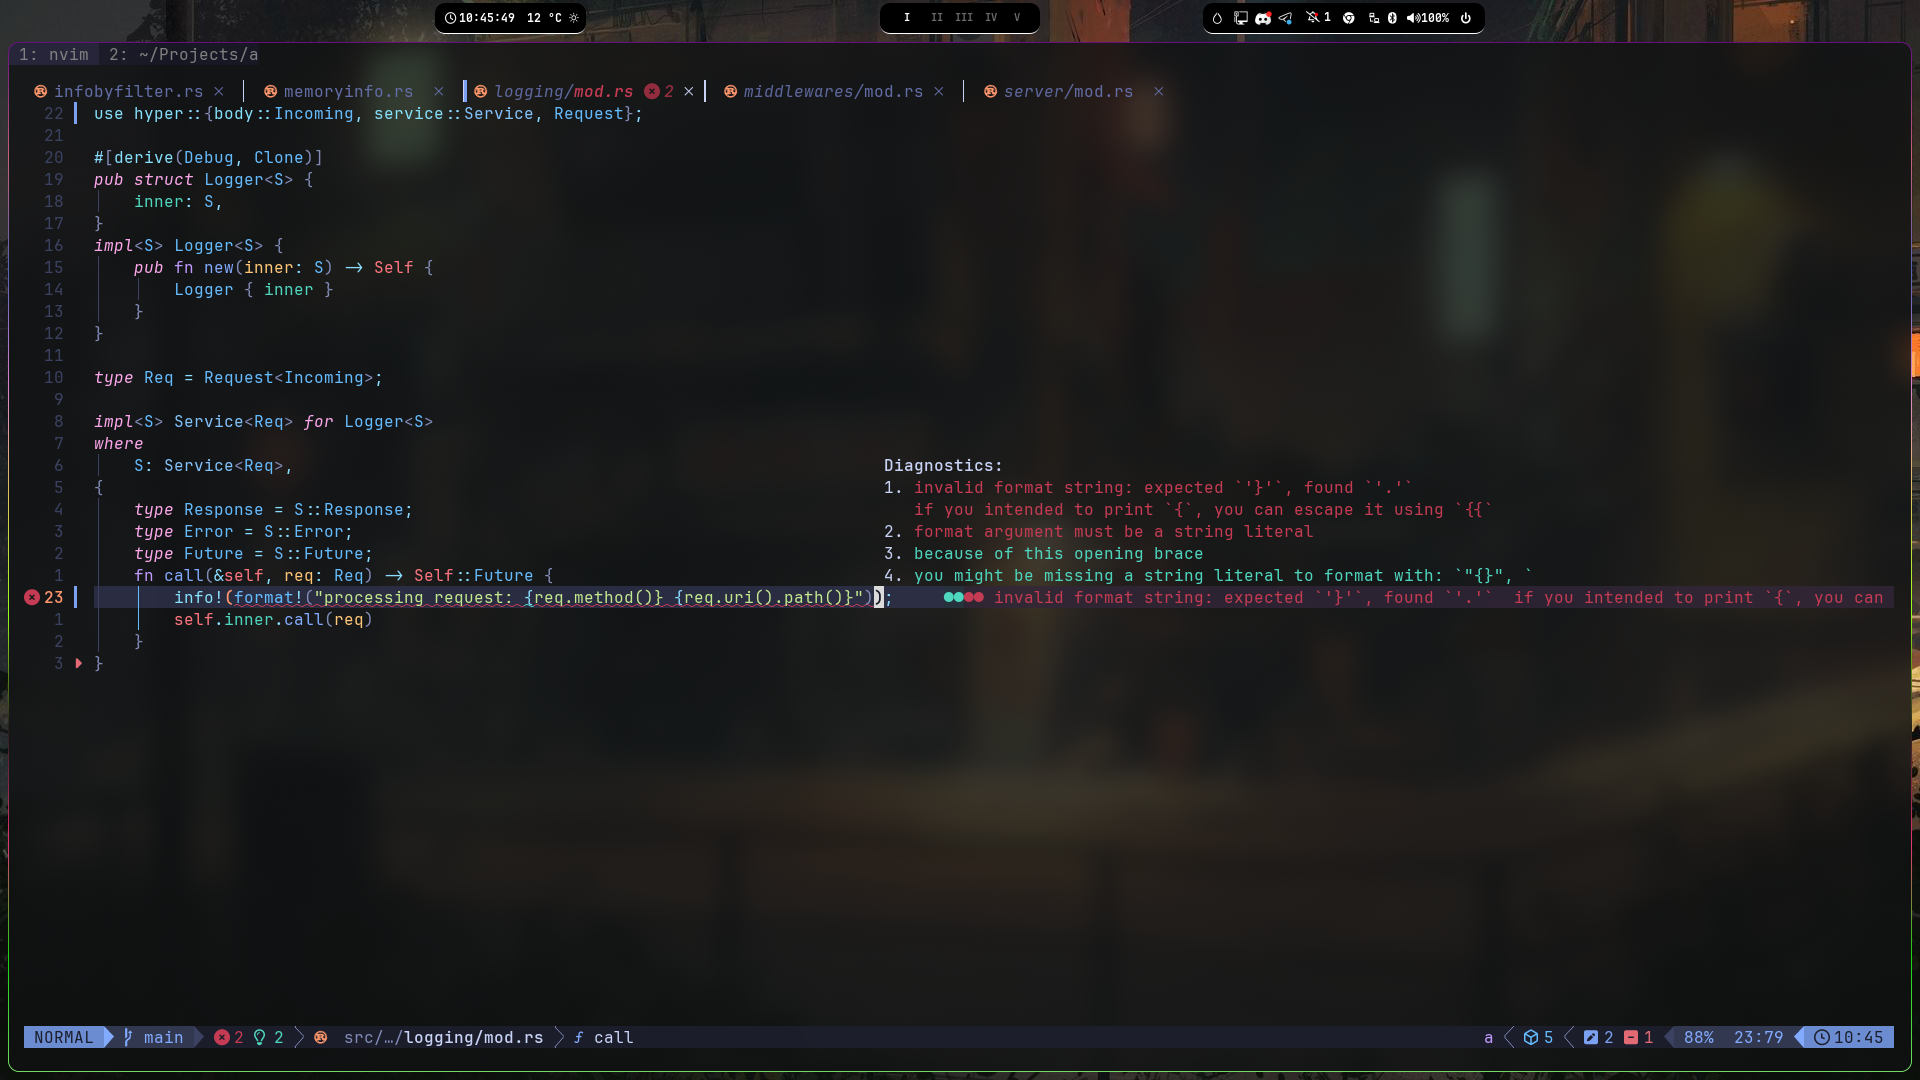 10:45:49 12 °C
I II III IV V
1 100%
1: nvim 2: ~/Projects/a
infobyfilter.rs × memoryinfo.rs × logging/mod.rs 2 × middlewares/mod.rs × server/mod.rs ×
22 use hyper::{body::Incoming, service::Service, Request};
21
20 #[derive(Debug, Clone)]
19 pub struct Logger<S> {
18 inner: S,
17 }
16 impl<S> Logger<S> {
15 pub fn new(inner: S) -> Self {
14 Logger { inner }
13 }
12 }
11
10 type Req = Request<Incoming>;
9
8 impl<S> Service<Req> for Logger<S>
7 where
6 S: Service<Req>,
5 {
4 type Response = S::Response;
3 type Error = S::Error;
2 type Future = S::Future;
1 fn call(&self, req: Req) -> Self::Future {
23 info!(format!("processing request: {req.method()} {req.uri().path()}")); invalid format string: expected `'}'`, found `'.'` if you intended to print `{`, you can
1 self.inner.call(req)
2 }
3 }
Diagnostics:
1. invalid format string: expected `'}'`, found `'.'`
if you intended to print `{`, you can escape it using `{{`
2. format argument must be a string literal
3. because of this opening brace
4. you might be missing a string literal to format with: `"{}", `
NORMAL main 2 2 src/…/logging/mod.rs f call a 5 2 1 88% 23:79 10:45